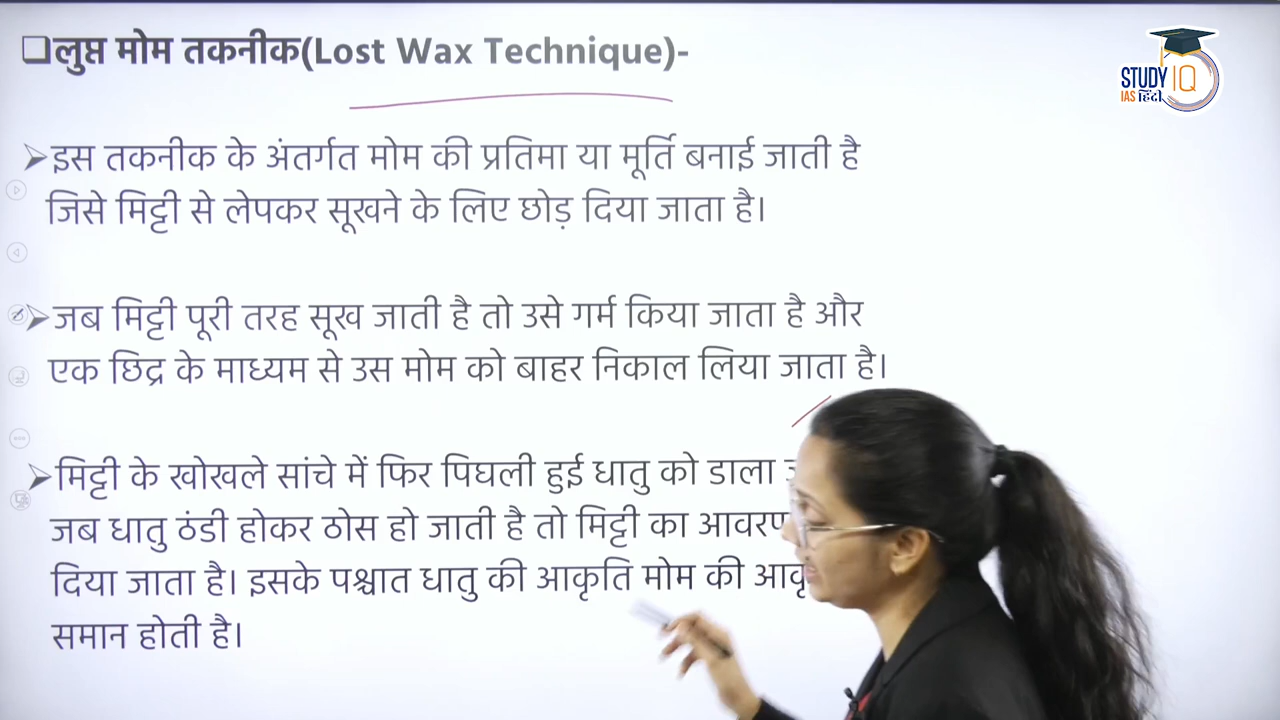 लुप्त मोम तकनीक(Lost Wax Technique)-
STUDY IQ
IAS हिंदी
इस तकनीक के अंतर्गत मोम की प्रतिमा या मूर्ति बनाई जाती है
जिसे मिट्टी से लेपकर सूखने के लिए छोड़ दिया जाता है।
जब मिट्टी पूरी तरह सूख जाती है तो उसे गर्म किया जाता है और
एक छिद्र के माध्यम से उस मोम को बाहर निकाल लिया जाता है।
मिट्टी के खोखले सांचे में फिर पिघली हुई धातु को डाला
जब धातु ठंडी होकर ठोस हो जाती है तो मिट्टी का
दिया जाता है। इसके पश्चात धातु की आकृति मोम की
समान होती है।